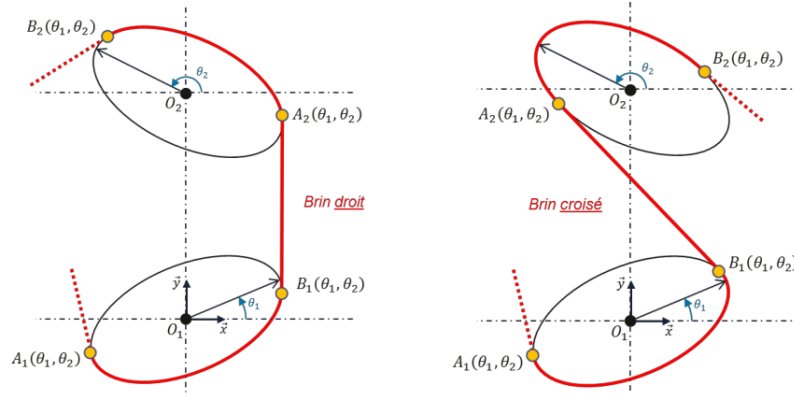 B₂(θ₁, θ₂)
θ₂
O₂
A₂(θ₁, θ₂)
Brin droit
y⃗
B₁(θ₁, θ₂)
θ₁
O₁
x⃗
A₁(θ₁, θ₂)
B₂(θ₁, θ₂)
θ₂
O₂
A₂(θ₁, θ₂)
Brin croisé
B₁(θ₁, θ₂)
y⃗
θ₁
O₁
x⃗
A₁(θ₁, θ₂)